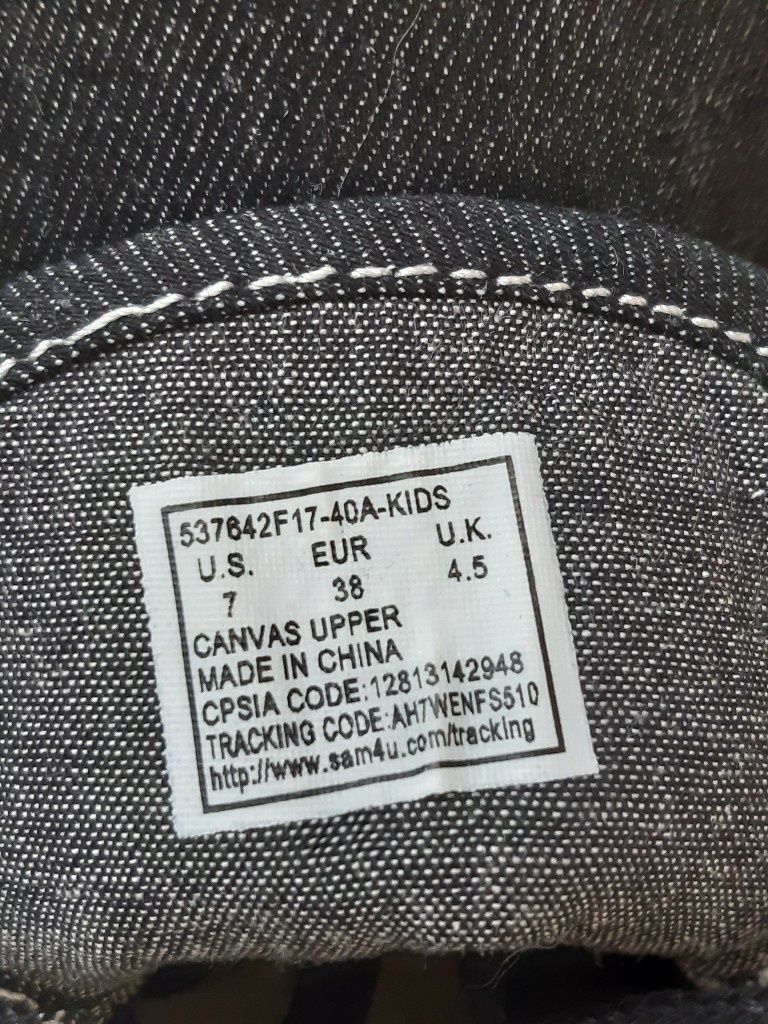 537642F17-40A-KIDS
U.S. EUR U.K.
7 38 4.5
CANVAS UPPER
MADE IN CHINA
CPSIA CODE:12813142948
TRACKING CODE:AH7WENFS510
http://www.sam4u.com/tracking